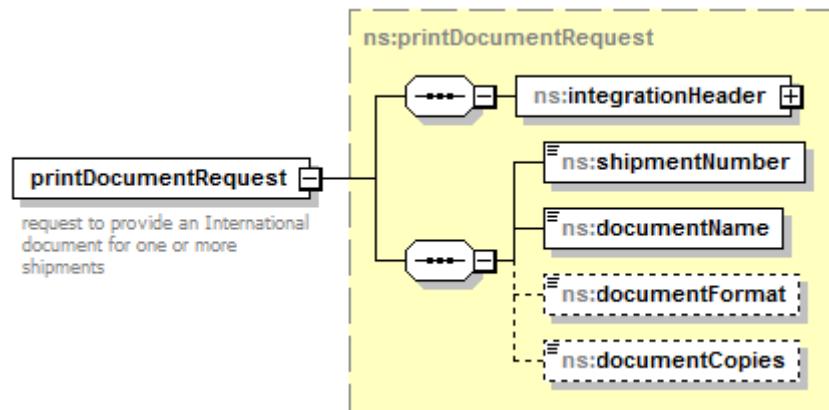 ns:printDocumentRequest
ns:integrationHeader
printDocumentRequest
request to provide an International
document for one or more
shipments
ns:shipmentNumber
ns:documentName
ns:documentFormat
ns:documentCopies